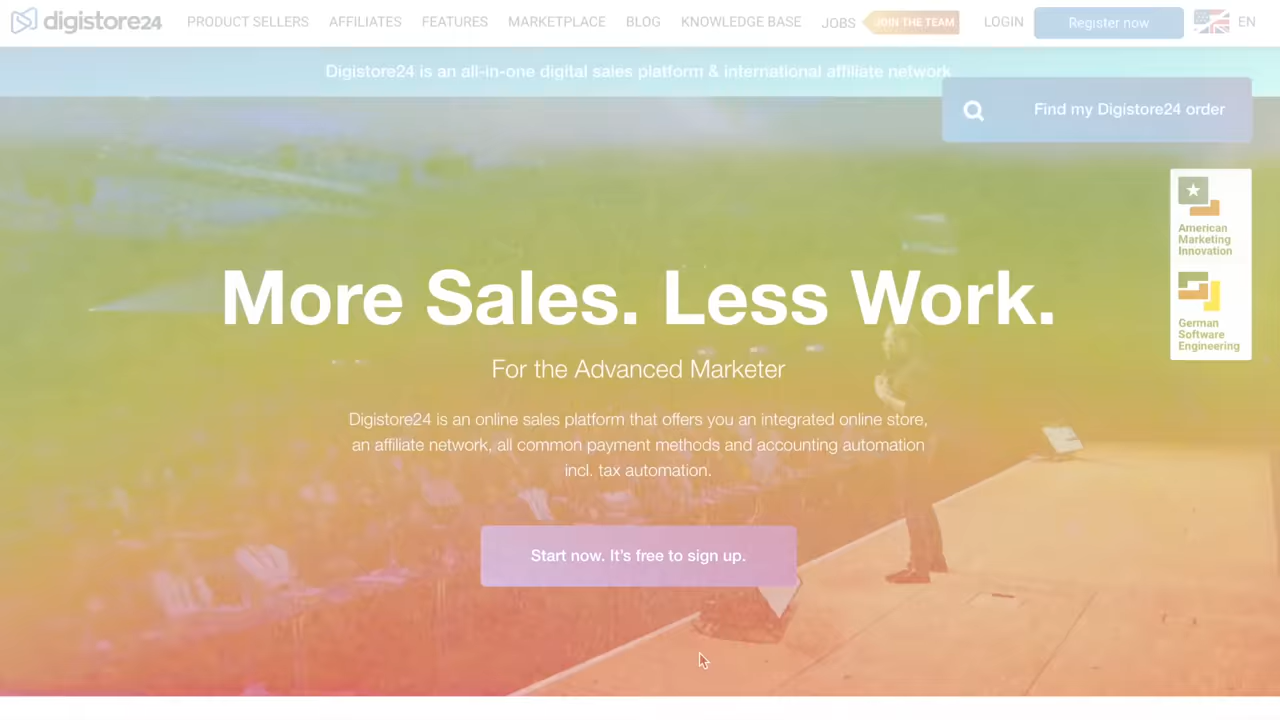 digistore24 PRODUCT SELLERS AFFILIATES FEATURES MARKETPLACE BLOG KNOWLEDGE BASE JOBS JOIN THE TEAM LOGIN Register now EN
Digistore24 is an all-in-one digital sales platform & international affiliate network
Find my Digistore24 order
American
Marketing
Innovation
German
Software
Engineering
More Sales. Less Work.
For the Advanced Marketer
Digistore24 is an online sales platform that offers you an integrated online store,
an affiliate network, all common payment methods and accounting automation
incl. tax automation.
Start now. It's free to sign up.